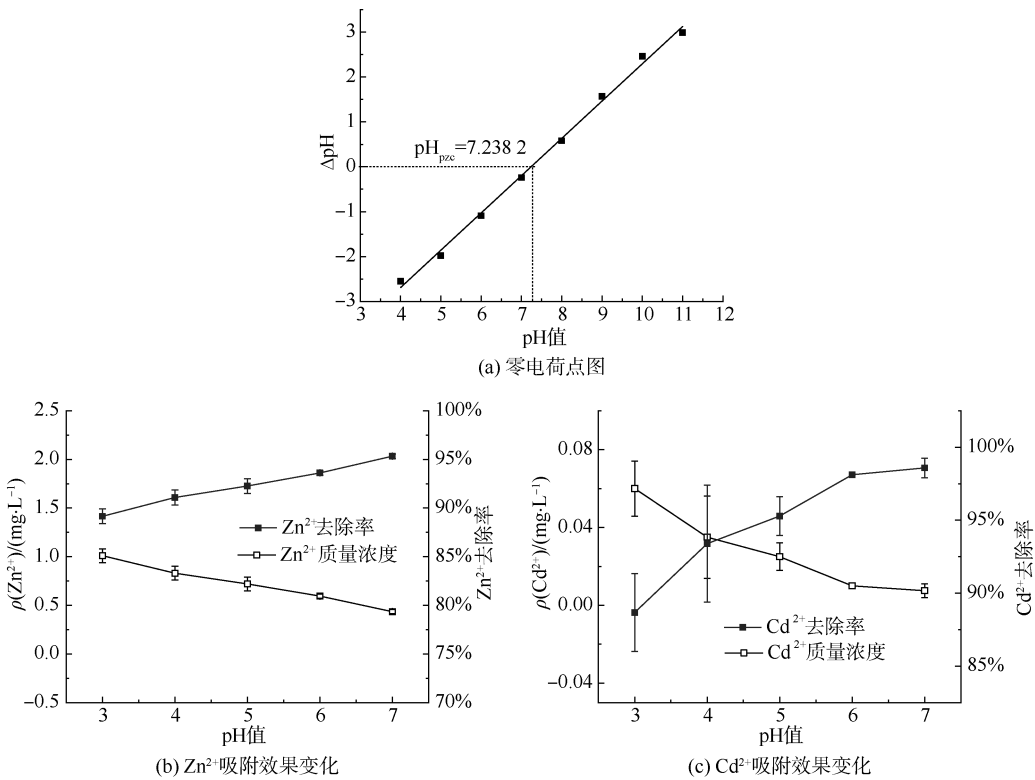 3
2
1
0
−1
−2
−3
ΔpH
pHpzc=7.238 2
3 4 5 6 7 8 9 10 11 12
pH值
(a) 零电荷点图
2.5
2.0
1.5
1.0
0.5
0.0
−0.5
ρ(Zn²⁺)/(mg·L⁻¹)
100%
95%
90%
85%
80%
75%
70%
Zn²⁺去除率
Zn²⁺去除率
Zn²⁺质量浓度
3 4 5 6 7
pH值
(b) Zn²⁺吸附效果变化
0.08
0.04
0.00
−0.04
ρ(Cd²⁺)/(mg·L⁻¹)
100%
95%
90%
85%
Cd²⁺去除率
Cd²⁺去除率
Cd²⁺质量浓度
3 4 5 6 7
pH值
(c) Cd²⁺吸附效果变化